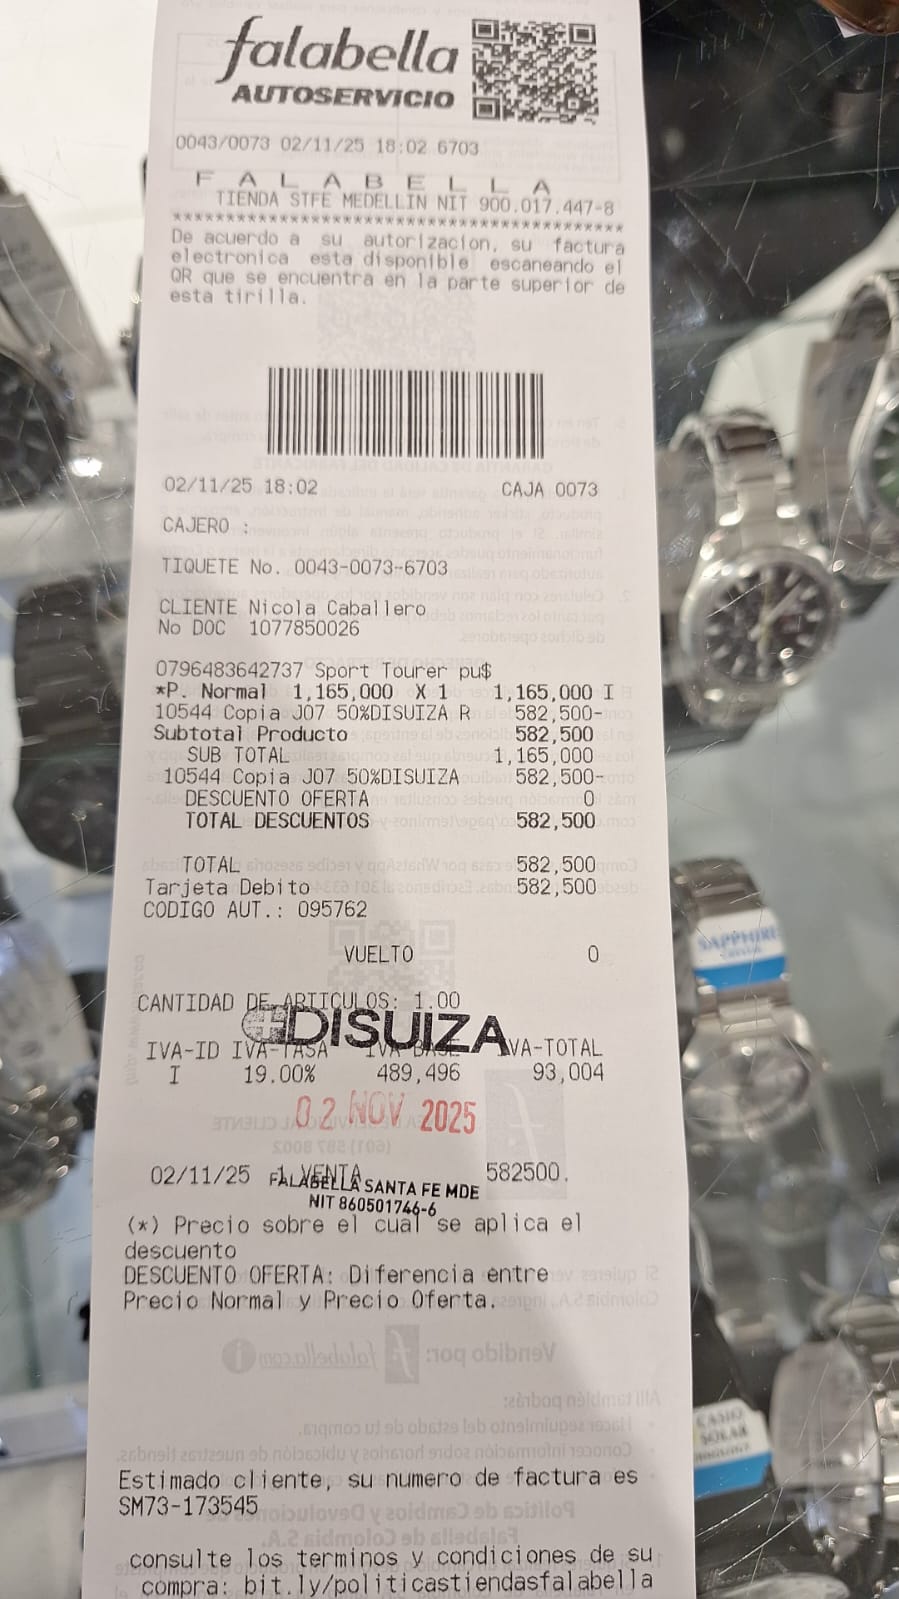 falabella
AUTOSERVICIO
0043/0073 02/11/25 18:02 6703
F A L A B E L L A
TIENDA STFE MEDELLIN NIT 900.017.447-8
********************************************
De acuerdo a su autorizacion, su factura
electronica esta disponible escaneando el
QR que se encuentra en la parte superior de
esta tirilla.
02/11/25 18:02 CAJA 0073
CAJERO :
TIQUETE No. 0043-0073-6703
CLIENTE Nicola Caballero
No DOC 1077850026
0796483642737 Sport Tourer pu$
*P. Normal 1,165,000 X 1 1,165,000 I
10544 Copia J07 50%DISUIZA R 582,500-
Subtotal Producto 582,500
SUB TOTAL 1,165,000
10544 Copia J07 50%DISUIZA 582,500-
DESCUENTO OFERTA 0
TOTAL DESCUENTOS 582,500
TOTAL 582,500
Tarjeta Debito 582,500
CODIGO AUT.: 095762
VUELTO 0
CANTIDAD DE ARTICULOS: 1.00
DISUIZA
IVA-ID IVA-TASA IVA-BASE IVA-TOTAL
I 19.00% 489,496 93,004
02 NOV 2025
02/11/25 1 VENTA 582500.
FALABELLA SANTA FE MDE
NIT 860501746-6
(*) Precio sobre el cual se aplica el
descuento
DESCUENTO OFERTA: Diferencia entre
Precio Normal y Precio Oferta.
Estimado cliente, su numero de factura es
SM73-173545
consulte los terminos y condiciones de su
compra: bit.ly/politicastiendasfalabella
SAPPHIRE
CRYSTAL
CASIO
SOLAR